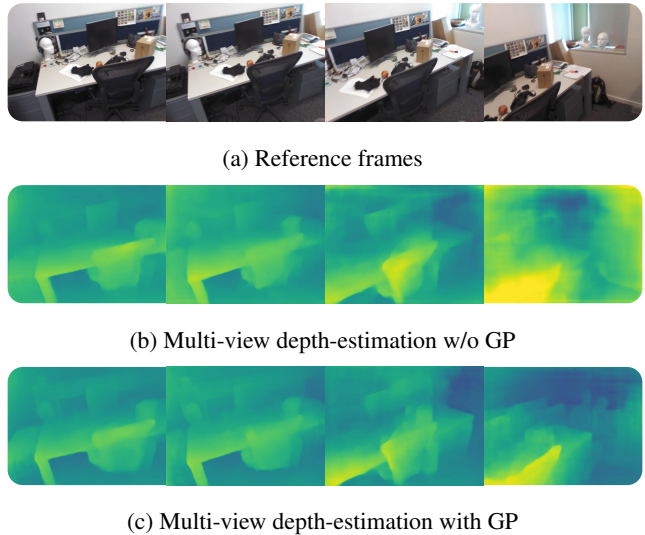 (a) Reference frames
(b) Multi-view depth-estimation w/o GP
(c) Multi-view depth-estimation with GP